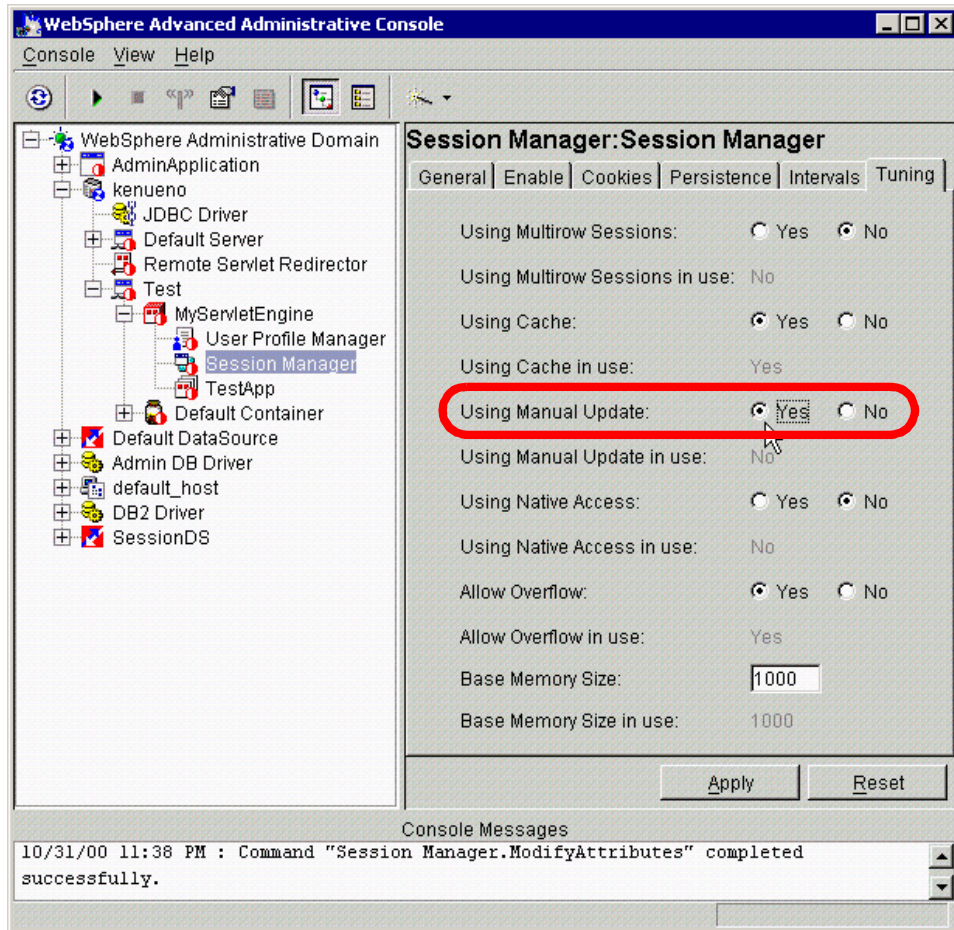 WebSphere Advanced Administrative Console
Console View Help
WebSphere Administrative Domain
AdminApplication
kenueno
JDBC Driver
Default Server
Remote Servlet Redirector
Test
MyServletEngine
User Profile Manager
Session Manager
TestApp
Default Container
Default DataSource
Admin DB Driver
default_host
DB2 Driver
SessionDS
Session Manager:Session Manager
General Enable Cookies Persistence Intervals Tuning
Using Multirow Sessions: Yes No
Using Multirow Sessions in use: No
Using Cache: Yes No
Using Cache in use: Yes
Using Manual Update: Yes No
Using Manual Update in use: No
Using Native Access: Yes No
Using Native Access in use: No
Allow Overflow: Yes No
Allow Overflow in use: Yes
Base Memory Size: 1000
Base Memory Size in use: 1000
Apply Reset
Console Messages
10/31/00 11:38 PM : Command "Session Manager.ModifyAttributes" completed
successfully.